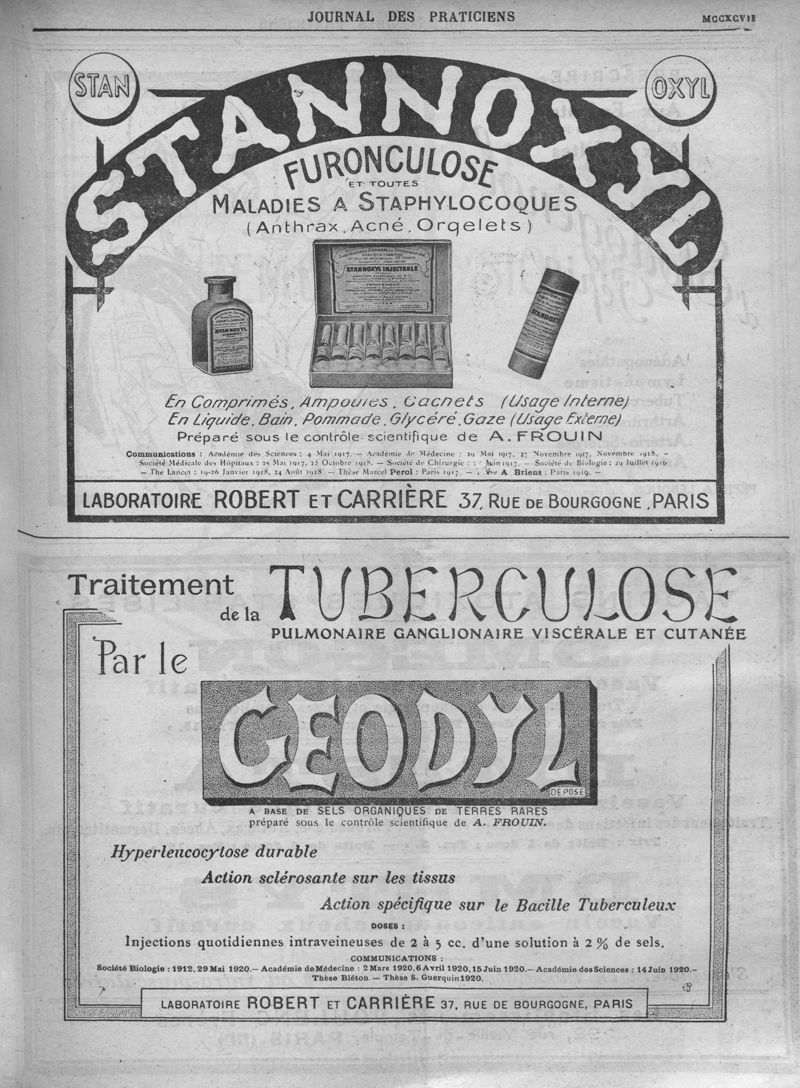 JOURNAL DES PRATICIENS
MCCXCVII
STAN
OXYL
STANNOXYL
FURONCULOSE
ET TOUTES
MALADIES A STAPHYLOCOQUES
(Anthrax, Acné, Orgelets)
STANNOXYL INJECTABLE
STANNOXYL
STANNOXYL
En Comprimés, Ampoules, Cachets (Usage Interne)
En Liquide, Bain, Pommade, Glycéré, Gaze (Usage Externe)
Préparé sous le contrôle scientifique de A. FROUIN
Communications : Académie des Sciences : 4 Mai 1917. — Académie de Médecine : 29 Mai 1917, 27 Novembre 1917, Novembre 1918. —
Société Médicale des Hôpitaux : 25 Mai 1917, 25 Octobre 1918. — Société de Chirurgie : Juin 1917. — Société de Biologie : 29 Juillet 1916
— The Lancet : 19-26 Janvier 1918, 24 Août 1918. — Thèse Marcel Perol : Paris 1917. — A. Briens : Paris 1919. —
LABORATOIRE ROBERT ET CARRIÈRE 37, RUE DE BOURGOGNE, PARIS
Traitement
de la
TUBERCULOSE
PULMONAIRE GANGLIONAIRE VISCÉRALE ET CUTANÉE
Par le
GEODYL
DÉPOSÉ
A BASE DE SELS ORGANIQUES DE TERRES RARES
préparé sous le contrôle scientifique de A. FROUIN.
Hyperleucocytose durable
Action sclérosante sur les tissus
Action spécifique sur le Bacille Tuberculeux
DOSES :
Injections quotidiennes intraveineuses de 2 à 5 cc. d'une solution à 2 % de sels.
COMMUNICATIONS :
Société Biologie : 1912, 29 Mai 1920. — Académie de Médecine : 2 Mars 1920, 6 Avril 1920, 15 Juin 1920. — Académie des Sciences : 14 Juin 1920. —
Thèse Biéton. — Thèse S. Guerquin 1920.
LABORATOIRE ROBERT ET CARRIÈRE 37, RUE DE BOURGOGNE, PARIS